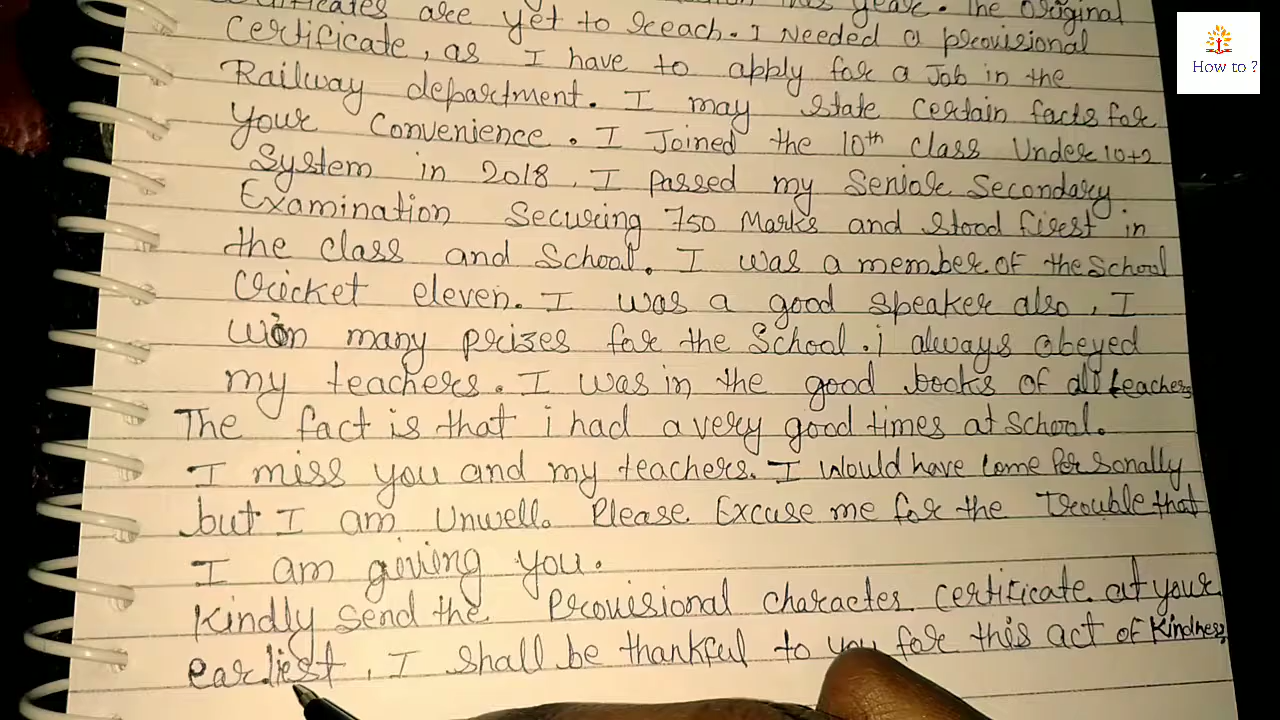 certificates are yet to reach. I Needed a provisional
Certificate, as I have to apply for a Job in the
Railway department. I may state certain facts for
your convenience. I Joined the 10th class Under 10+2
System in 2018. I passed my Senior Secondary
Examination Securing 750 Marks and stood first in
the class and School. I was a member of the School
Cricket eleven. I was a good speaker also, I
won many prizes for the School. i always obeyed
my teachers. I was in the good books of all teachers
The fact is that i had a very good times at School.
I miss you and my teachers. I would have come Personally
but I am Unwell. Please Excuse me for the Trouble that
I am giving you.
Kindly Send the Provisional character certificate at your
earliest, I shall be thankful to you for this act of Kindness
How to ?